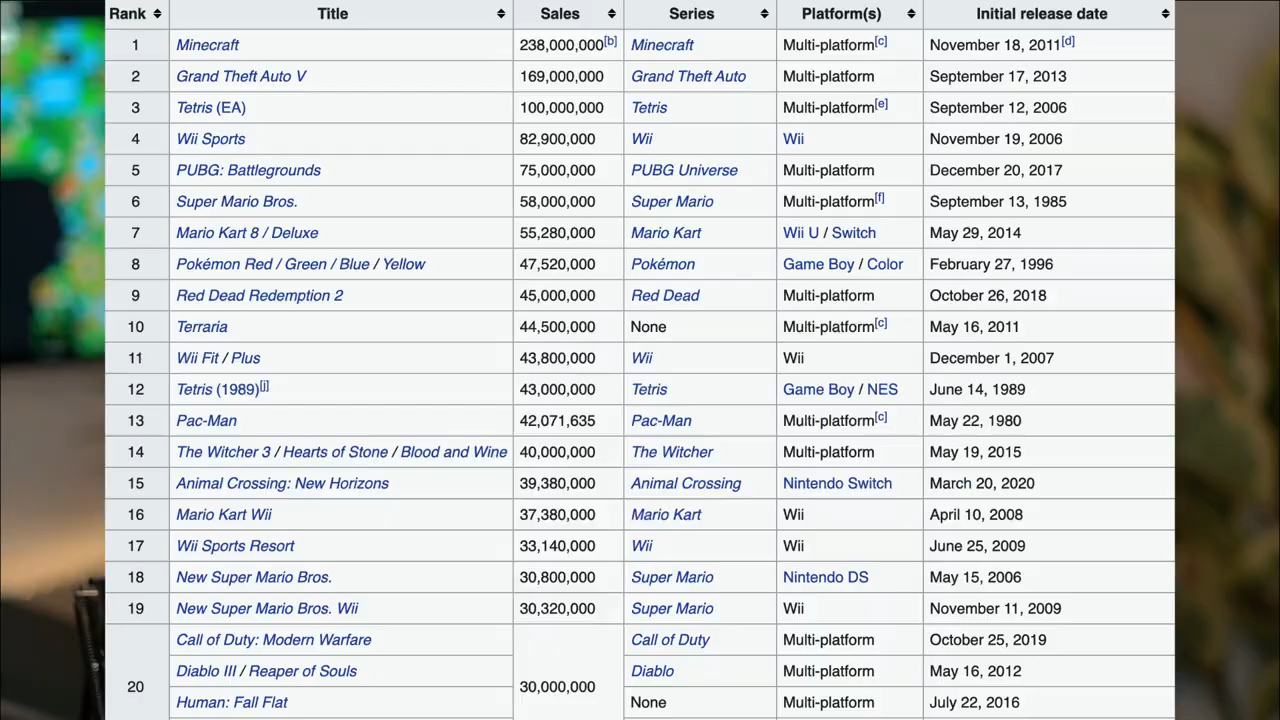 Rank Title Sales Series Platform(s) Initial release date
1 Minecraft 238,000,000[b] Minecraft Multi-platform[c] November 18, 2011[d]
2 Grand Theft Auto V 169,000,000 Grand Theft Auto Multi-platform September 17, 2013
3 Tetris (EA) 100,000,000 Tetris Multi-platform[e] September 12, 2006
4 Wii Sports 82,900,000 Wii Wii November 19, 2006
5 PUBG: Battlegrounds 75,000,000 PUBG Universe Multi-platform December 20, 2017
6 Super Mario Bros. 58,000,000 Super Mario Multi-platform[f] September 13, 1985
7 Mario Kart 8 / Deluxe 55,280,000 Mario Kart Wii U / Switch May 29, 2014
8 Pokémon Red / Green / Blue / Yellow 47,520,000 Pokémon Game Boy / Color February 27, 1996
9 Red Dead Redemption 2 45,000,000 Red Dead Multi-platform October 26, 2018
10 Terraria 44,500,000 None Multi-platform[c] May 16, 2011
11 Wii Fit / Plus 43,800,000 Wii Wii December 1, 2007
12 Tetris (1989)[j] 43,000,000 Tetris Game Boy / NES June 14, 1989
13 Pac-Man 42,071,635 Pac-Man Multi-platform[c] May 22, 1980
14 The Witcher 3 / Hearts of Stone / Blood and Wine 40,000,000 The Witcher Multi-platform May 19, 2015
15 Animal Crossing: New Horizons 39,380,000 Animal Crossing Nintendo Switch March 20, 2020
16 Mario Kart Wii 37,380,000 Mario Kart Wii April 10, 2008
17 Wii Sports Resort 33,140,000 Wii Wii June 25, 2009
18 New Super Mario Bros. 30,800,000 Super Mario Nintendo DS May 15, 2006
19 New Super Mario Bros. Wii 30,320,000 Super Mario Wii November 11, 2009
Call of Duty: Modern Warfare Call of Duty Multi-platform October 25, 2019
Diablo III / Reaper of Souls Diablo Multi-platform May 16, 2012
20 30,000,000
Human: Fall Flat None Multi-platform July 22, 2016